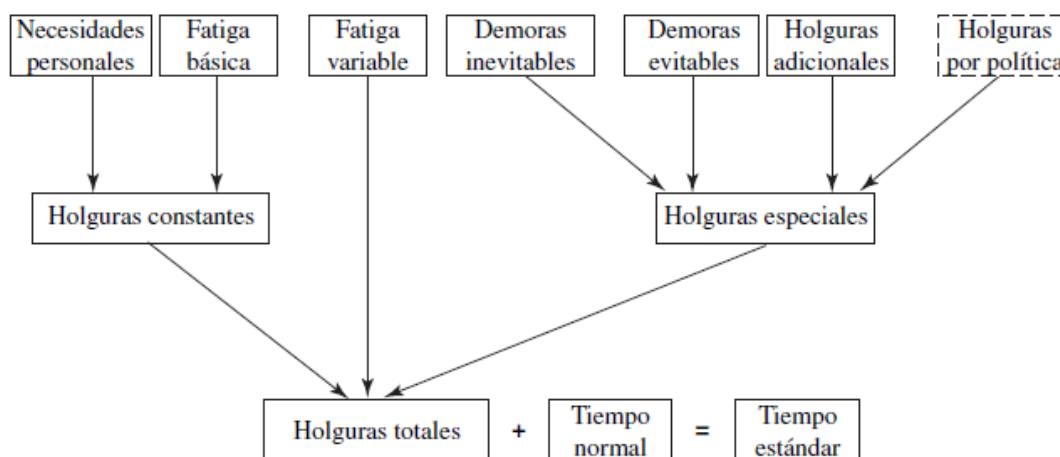 Necesidades
personales
Fatiga
básica
Fatiga
variable
Demoras
inevitables
Demoras
evitables
Holguras
adicionales
Holguras
por política
Holguras constantes
Holguras especiales
Holguras totales
+
Tiempo
normal
=
Tiempo
estándar